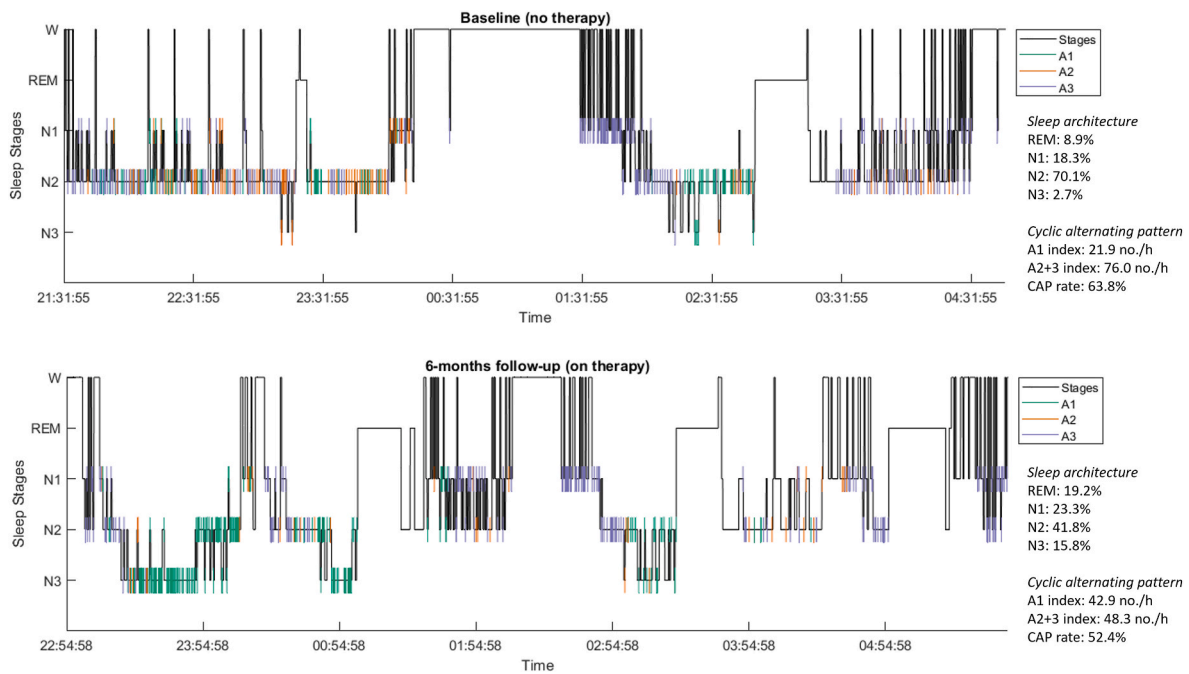 Baseline (no therapy)
W
REM
N1
N2
N3
Sleep Stages
21:31:55 22:31:55 23:31:55 00:31:55 01:31:55 02:31:55 03:31:55 04:31:55
Time
Stages
A1
A2
A3
Sleep architecture
REM: 8.9%
N1: 18.3%
N2: 70.1%
N3: 2.7%
Cyclic alternating pattern
A1 index: 21.9 no./h
A2+3 index: 76.0 no./h
CAP rate: 63.8%
6-months follow-up (on therapy)
W
REM
N1
N2
N3
Sleep Stages
22:54:58 23:54:58 00:54:58 01:54:58 02:54:58 03:54:58 04:54:58
Time
Stages
A1
A2
A3
Sleep architecture
REM: 19.2%
N1: 23.3%
N2: 41.8%
N3: 15.8%
Cyclic alternating pattern
A1 index: 42.9 no./h
A2+3 index: 48.3 no./h
CAP rate: 52.4%